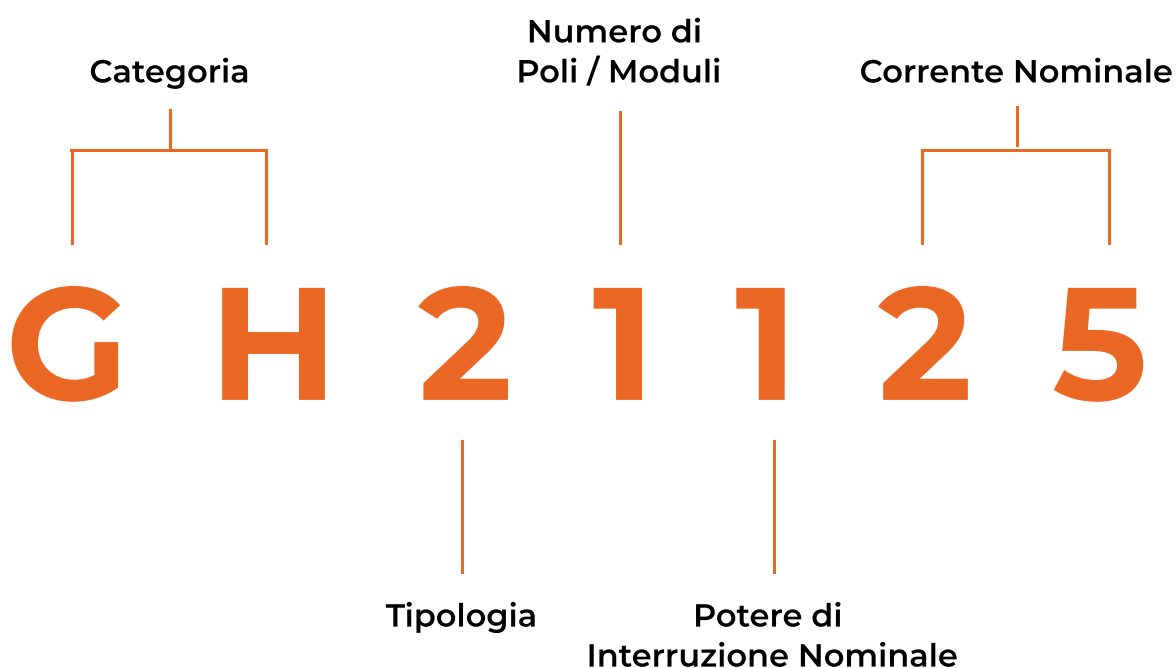 Numero di
Categoria
Poli / Moduli
Corrente Nominale
G H 2 1 1 2 5
Tipologia
Potere di
Interruzione Nominale